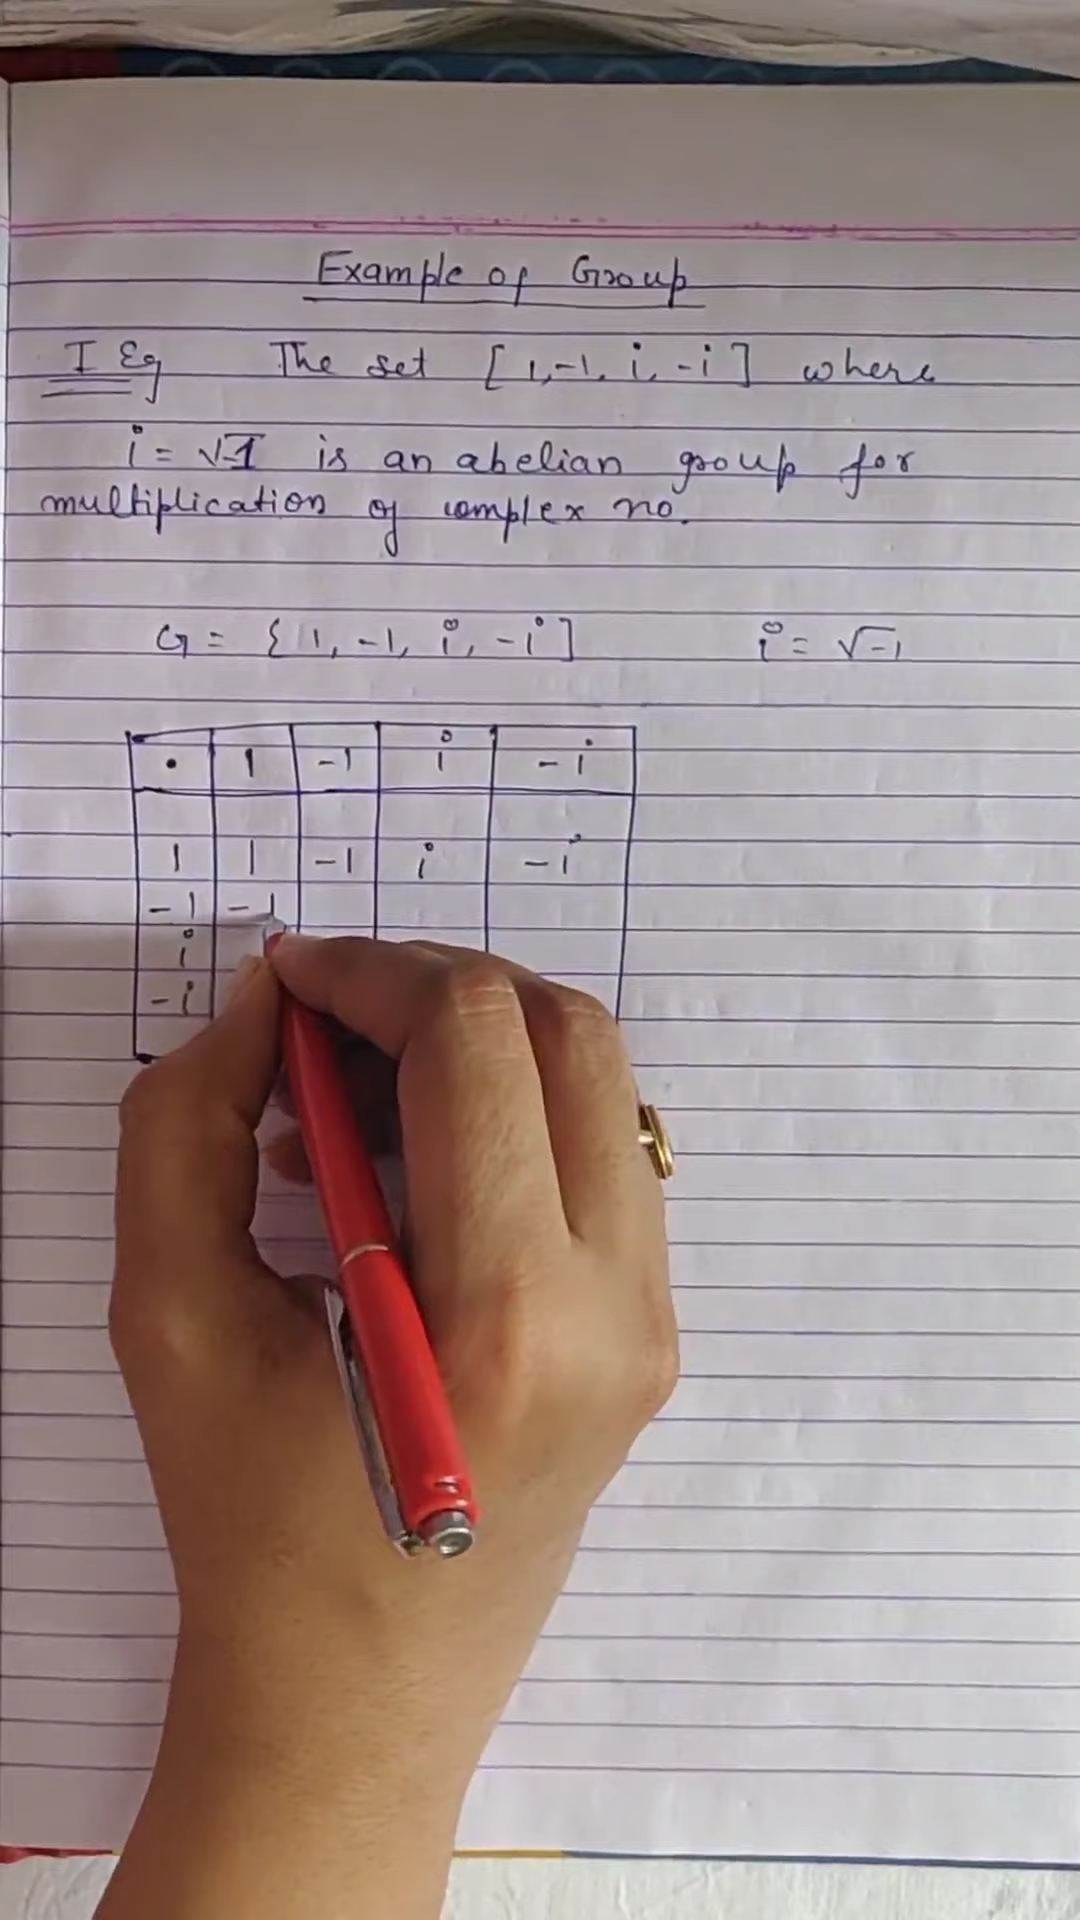 Example of Group
I Eg The set [1, -1, i, -i] where
i = √-1 is an abelian group for
multiplication of complex no.
G = {1, -1, i, -i] i = √-1
• 1 -1 i -i
1 1 -1 i -i
-1 -1
i
-i